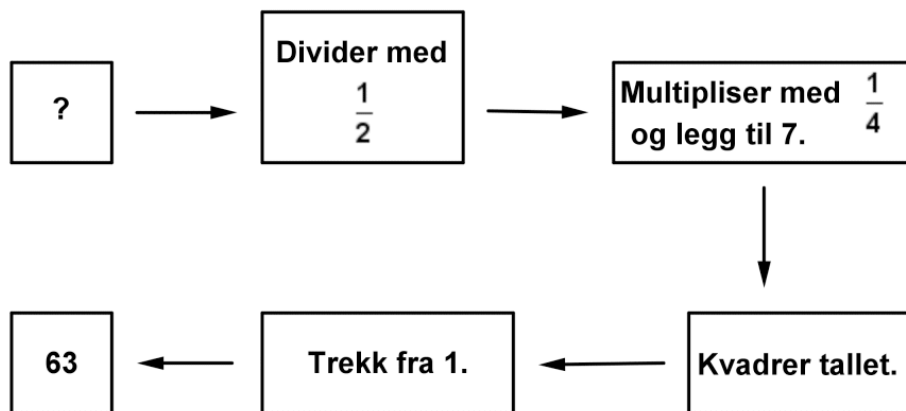 ?
Divider med
1
2
Multipliser med 1
4
og legg til 7.
Kvadrer tallet.
Trekk fra 1.
63